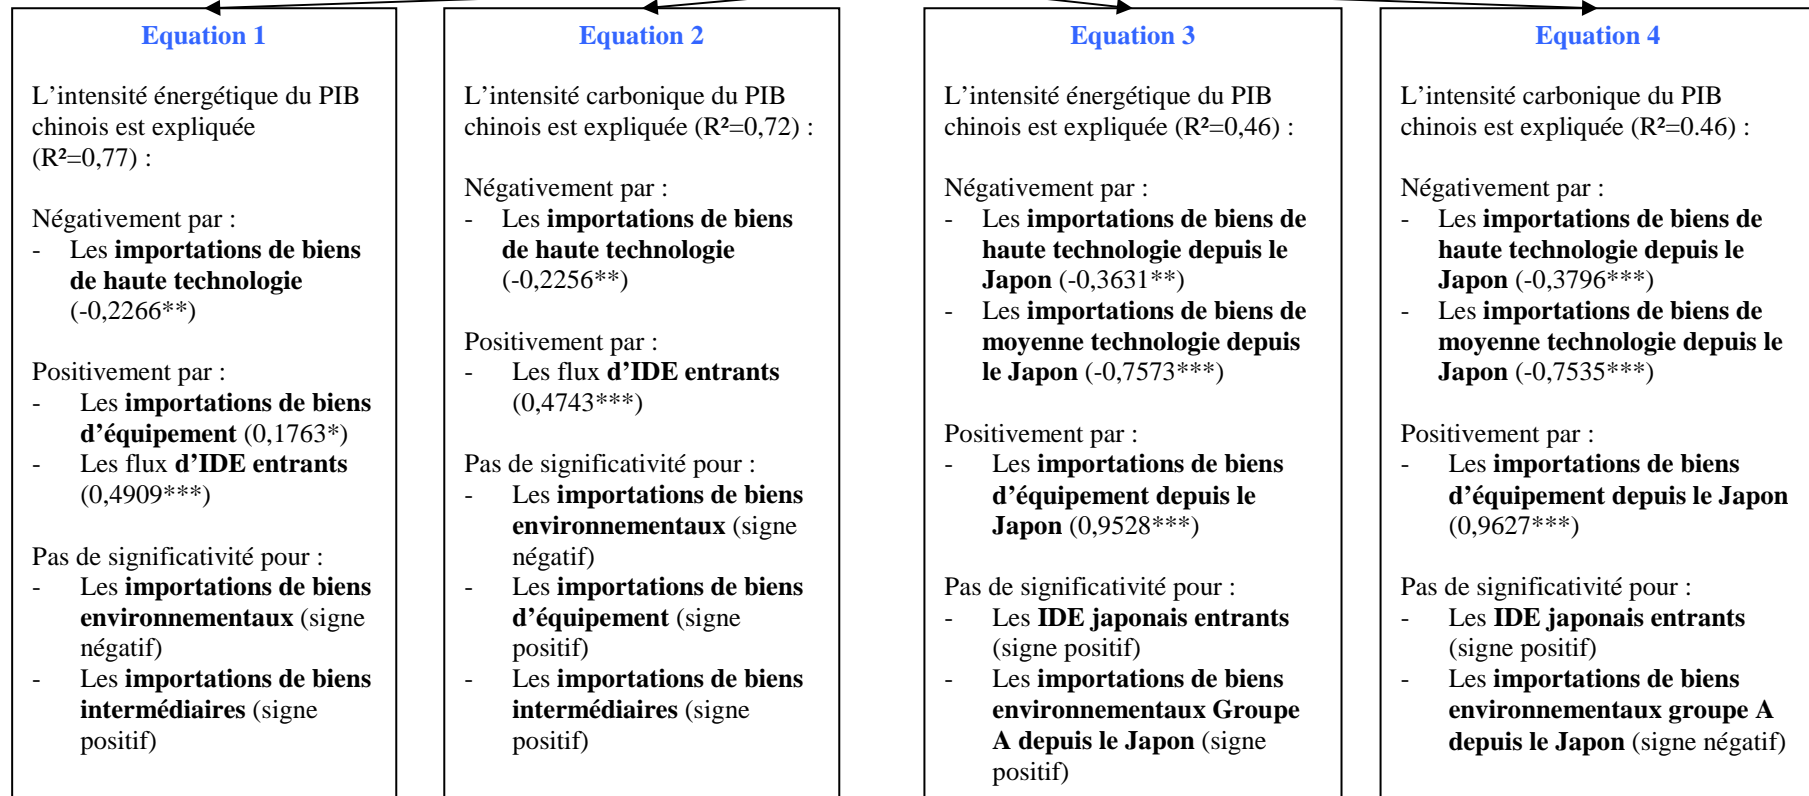 Equation 1
L’intensité énergétique du PIB
chinois est expliquée
(R²=0,77) :
Négativement par :
- Les importations de biens
de haute technologie
(-0,2266**)
Positivement par :
- Les importations de biens
d’équipement (0,1763*)
- Les flux d’IDE entrants
(0,4909***)
Pas de significativité pour :
- Les importations de biens
environnementaux (signe
négatif)
- Les importations de biens
intermédiaires (signe
positif)
Equation 2
L’intensité carbonique du PIB
chinois est expliquée (R²=0,72) :
Négativement par :
- Les importations de biens
de haute technologie
(-0,2256**)
Positivement par :
- Les flux d’IDE entrants
(0,4743***)
Pas de significativité pour :
- Les importations de biens
environnementaux (signe
négatif)
- Les importations de biens
d’équipement (signe
positif)
- Les importations de biens
intermédiaires (signe
positif)
Equation 3
L’intensité énergétique du PIB
chinois est expliquée (R²=0,46) :
Négativement par :
- Les importations de biens de
haute technologie depuis le
Japon (-0,3631**)
- Les importations de biens de
moyenne technologie depuis
le Japon (-0,7573***)
Positivement par :
- Les importations de biens
d’équipement depuis le
Japon (0,9528***)
Pas de significativité pour :
- Les IDE japonais entrants
(signe positif)
- Les importations de biens
environnementaux Groupe
A depuis le Japon (signe
positif)
Equation 4
L’intensité carbonique du PIB
chinois est expliquée (R²=0.46) :
Négativement par :
- Les importations de biens de
haute technologie depuis le
Japon (-0,3796***)
- Les importations de biens de
moyenne technologie depuis le
Japon (-0,7535***)
Positivement par :
- Les importations de biens
d’équipement depuis le Japon
(0,9627***)
Pas de significativité pour :
- Les IDE japonais entrants
(signe positif)
- Les importations de biens
environnementaux groupe A
depuis le Japon (signe négatif)